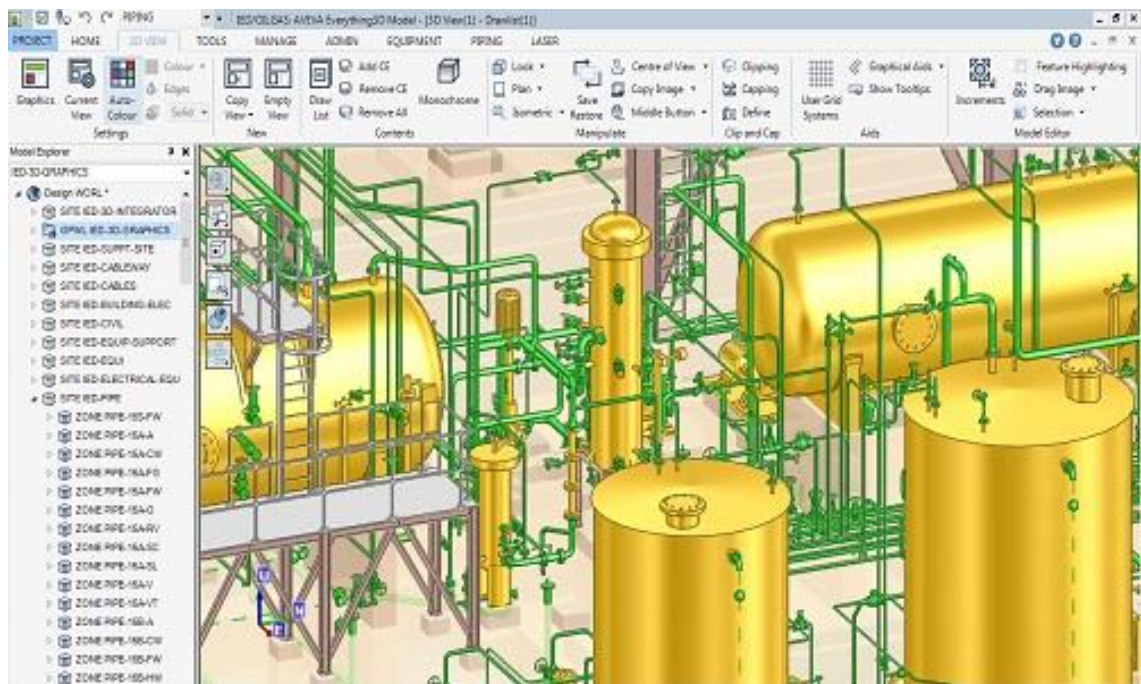 PIPING
IED/OILGAS: AVEVA Everything3D Model - [3D View(1) - Drawlist(1)]
PROJECT HOME 3D VIEW TOOLS MANAGE ADMIN EQUIPMENT PIPING LASER
Graphics
Current View
Auto-Colour
Colour
Edges
Solid
Settings
Copy View
Empty View
New
Draw List
Add CE
Remove CE
Remove All
Monochrome
Contents
Look
Plan
Isometric
Save
Restore
Centre of View
Copy Image
Middle Button
Manipulate
Clipping
Capping
Define
Clip and Cap
User Grid Systems
Graphical Aids
Show Tooltips
Aids
Increments
Feature Highlighting
Drag Image
Selection
Model Editor
Model Explorer
IED-3D-GRAPHICS
Design WORL*
SITE IED-3D-INTEGRATOR
GPWL IED-3D-GRAPHICS
SITE IED-SUPPT-SITE
SITE IED-CABLEWAY
SITE IED-CABLES
SITE IED-BUILDING-ELEC
SITE IED-CIVIL
SITE IED-EQUIP-SUPPORT
SITE IED-EQUI
SITE IED-ELECTRICAL-EQU
SITE IED-PIPE
ZONE PIPE-15S-FW
ZONE PIPE-16A-A
ZONE PIPE-16A-CW
ZONE PIPE-16A-FG
ZONE PIPE-16A-FW
ZONE PIPE-16A-G
ZONE PIPE-16A-RV
ZONE PIPE-16A-SC
ZONE PIPE-16A-SL
ZONE PIPE-16A-V
ZONE PIPE-16A-VT
ZONE PIPE-16B-A
ZONE PIPE-16B-CW
ZONE PIPE-16B-FW
ZONE PIPE-16B-HW
N
E